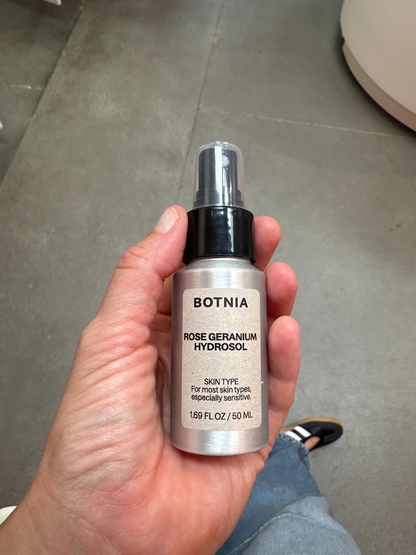 BOTNIA
ROSE GERANIUM
HYDROSOL
SKIN TYPE
For most skin types,
especially sensitive.
1.69 FL OZ / 50 ML